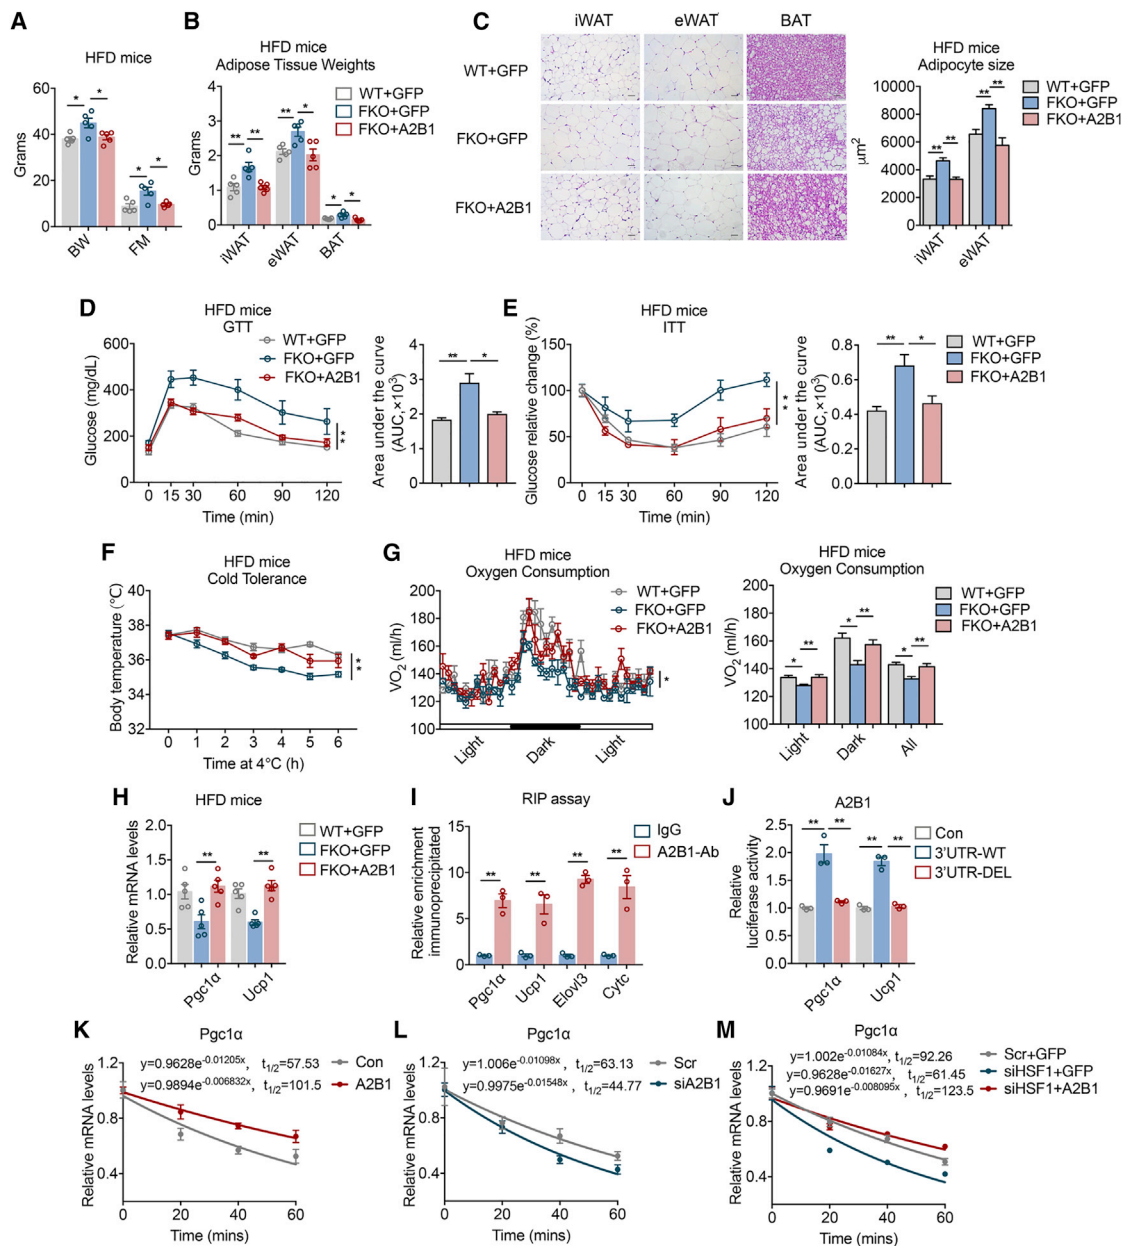 A
HFD mice
Grams
60
40
20
0
BW
FM
*
*
*
*
B
HFD mice
Adipose Tissue Weights
Grams
4
3
2
1
0
iWAT
eWAT
BAT
**
**
**
*
*
*
WT+GFP
FKO+GFP
FKO+A2B1
C
iWAT
eWAT
BAT
WT+GFP
FKO+GFP
FKO+A2B1
HFD mice
Adipocyte size
μm²
10000
8000
6000
4000
2000
0
iWAT
eWAT
**
**
**
**
WT+GFP
FKO+GFP
FKO+A2B1
D
HFD mice
GTT
Glucose (mg/dL)
600
400
200
0
0 15 30 60 90 120
Time (min)
WT+GFP
FKO+GFP
FKO+A2B1
**
Area under the curve
(AUC,×10³)
4
3
2
1
0
**
*
E
HFD mice
ITT
Glucose relative change (%)
150
100
50
0
0 15 30 60 90 120
Time (min)
**
Area under the curve
(AUC,×10³)
0.8
0.6
0.4
0.2
0.0
**
*
WT+GFP
FKO+GFP
FKO+A2B1
F
HFD mice
Cold Tolerance
Body temperature (°C)
40
38
36
34
32
0 1 2 3 4 5 6
Time at 4°C (h)
**
G
HFD mice
Oxygen Consumption
VO₂ (ml/h)
200
180
160
140
120
100
Light
Dark
Light
WT+GFP
FKO+GFP
FKO+A2B1
*
HFD mice
Oxygen Consumption
VO₂ (ml/h)
200
180
160
140
120
100
Light
Dark
All
*
**
*
**
*
**
WT+GFP
FKO+GFP
FKO+A2B1
H
HFD mice
Relative mRNA levels
2.0
1.5
1.0
0.5
0.0
Pgc1α
Ucp1
**
**
WT+GFP
FKO+GFP
FKO+A2B1
I
RIP assay
Relative enrichment
immunoprecipitated
15
10
5
0
Pgc1α
Ucp1
Elovl3
Cytc
**
**
**
**
IgG
A2B1-Ab
J
A2B1
Relative
luciferase activity
2.5
2.0
1.5
1.0
0.5
0.0
Pgc1α
Ucp1
**
**
**
**
Con
3'UTR-WT
3'UTR-DEL
K
Pgc1α
Relative mRNA levels
1.2
0.8
0.4
y=0.9628e^-0.01205x, t1/2=57.53
y=0.9894e^-0.006832x, t1/2=101.5
Con
A2B1
0 20 40 60
Time (mins)
L
Pgc1α
Relative mRNA levels
1.2
0.8
0.4
y=1.006e^-0.01098x, t1/2=63.13
y=0.9975e^-0.01548x, t1/2=44.77
Scr
siA2B1
0 20 40 60
Time (mins)
M
Pgc1α
Relative mRNA levels
1.2
0.8
0.4
y=1.002e^-0.01084x, t1/2=92.26
y=0.9628e^-0.01627x, t1/2=61.45
y=0.9691e^-0.008095x, t1/2=123.5
Scr+GFP
siHSF1+GFP
siHSF1+A2B1
0 20 40 60
Time (mins)